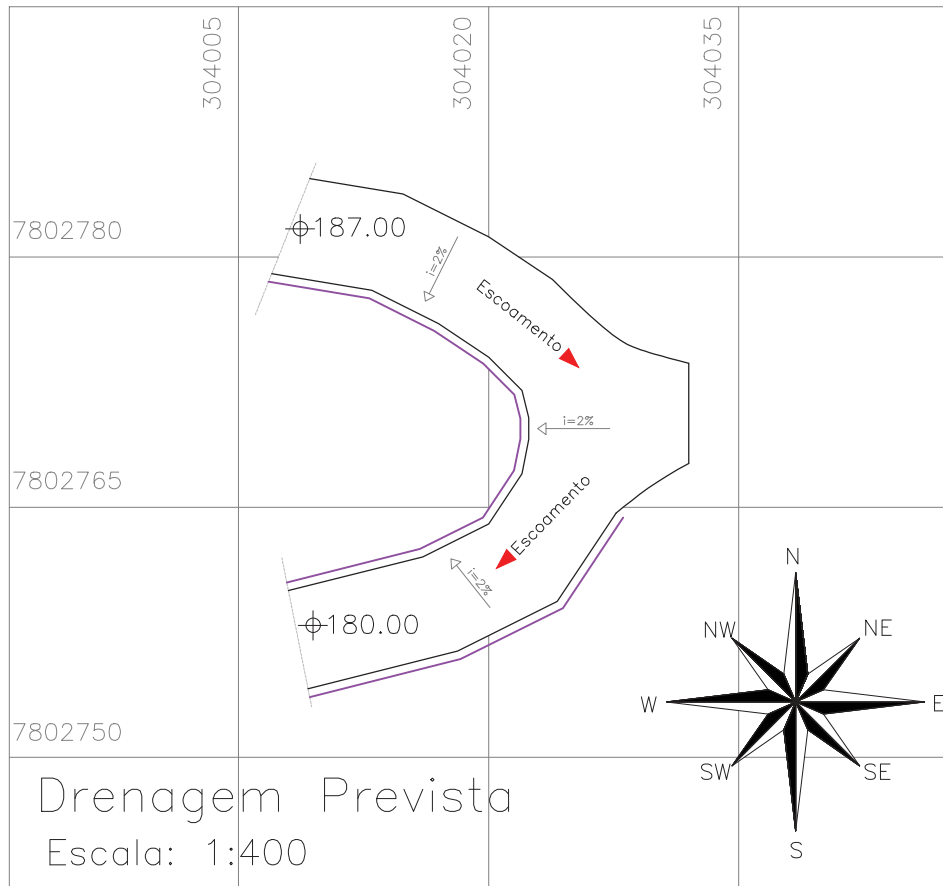 304005
304020
304035
7802780
187.00
i=2%
Escoamento
i=2%
7802765
Escoamento
i=2%
180.00
N
NW
NE
W
E
SW
SE
S
7802750
Drenagem Prevista
Escala: 1:400